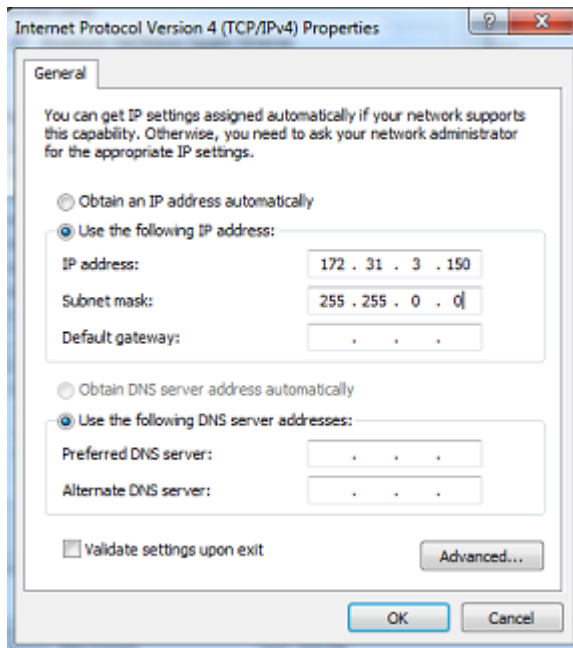 Internet Protocol Version 4 (TCP/IPv4) Properties
General
You can get IP settings assigned automatically if your network supports
this capability. Otherwise, you need to ask your network administrator
for the appropriate IP settings.
Obtain an IP address automatically
Use the following IP address:
IP address: 172 . 31 . 3 . 150
Subnet mask: 255 . 255 . 0 . 0
Default gateway: . . .
Obtain DNS server address automatically
Use the following DNS server addresses:
Preferred DNS server: . . .
Alternate DNS server: . . .
Validate settings upon exit
Advanced...
OK Cancel